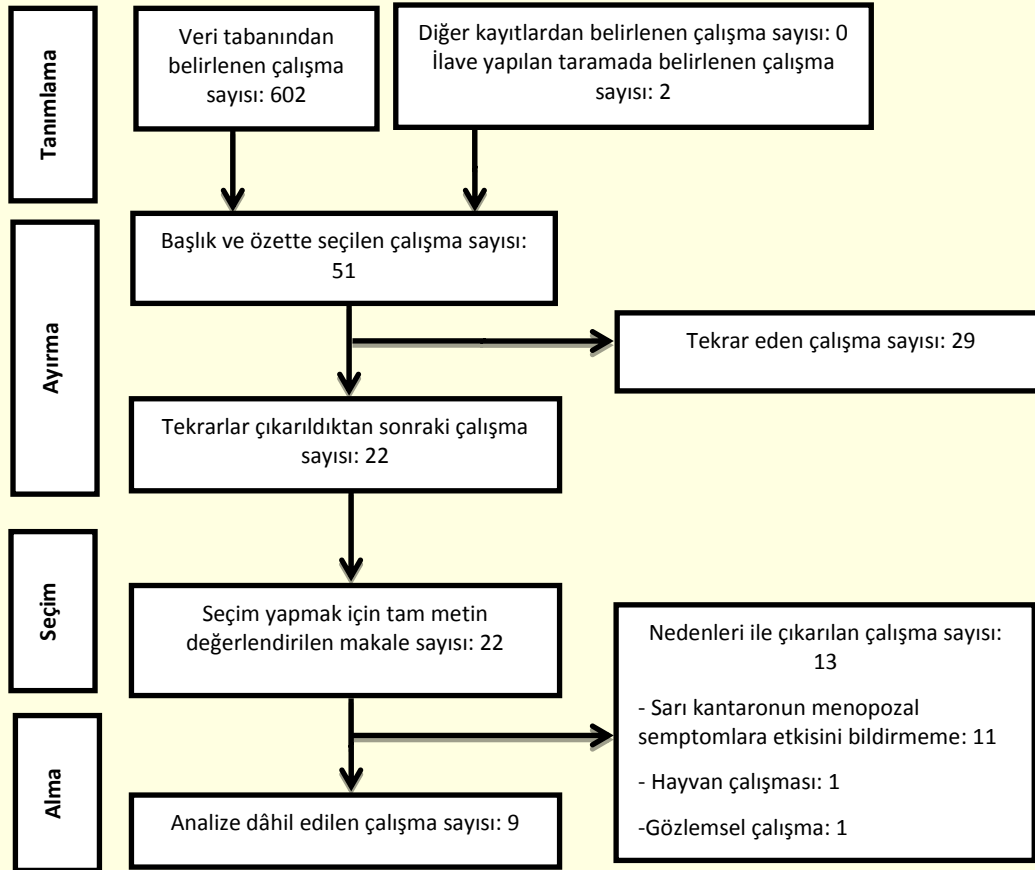 Tanımlama
Veri tabanından
belirlenen çalışma
sayısı: 602
Diğer kayıtlardan belirlenen çalışma sayısı: 0
İlave yapılan taramada belirlenen çalışma
sayısı: 2
Ayırma
Başlık ve özette seçilen çalışma sayısı:
51
Tekrar eden çalışma sayısı: 29
Tekrarlar çıkarıldıktan sonraki çalışma
sayısı: 22
Seçim
Seçim yapmak için tam metin
değerlendirilen makale sayısı: 22
Nedenleri ile çıkarılan çalışma sayısı:
13
- Sarı kantaronun menopozal
semptomlara etkisini bildirmeme: 11
- Hayvan çalışması: 1
-Gözlemsel çalışma: 1
Alma
Analize dâhil edilen çalışma sayısı: 9